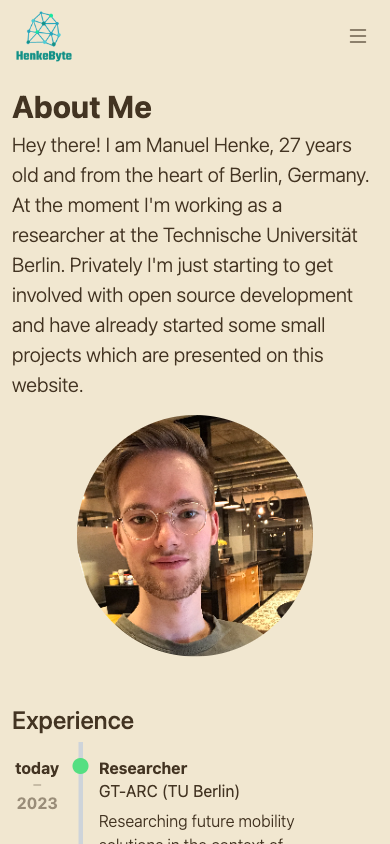 HenkeByte
About Me
Hey there! I am Manuel Henke, 27 years
old and from the heart of Berlin, Germany.
At the moment I'm working as a
researcher at the Technische Universität
Berlin. Privately I'm just starting to get
involved with open source development
and have already started some small
projects which are presented on this
website.
Experience
today
–
2023
Researcher
GT-ARC (TU Berlin)
Researching future mobility
solutions in the context of